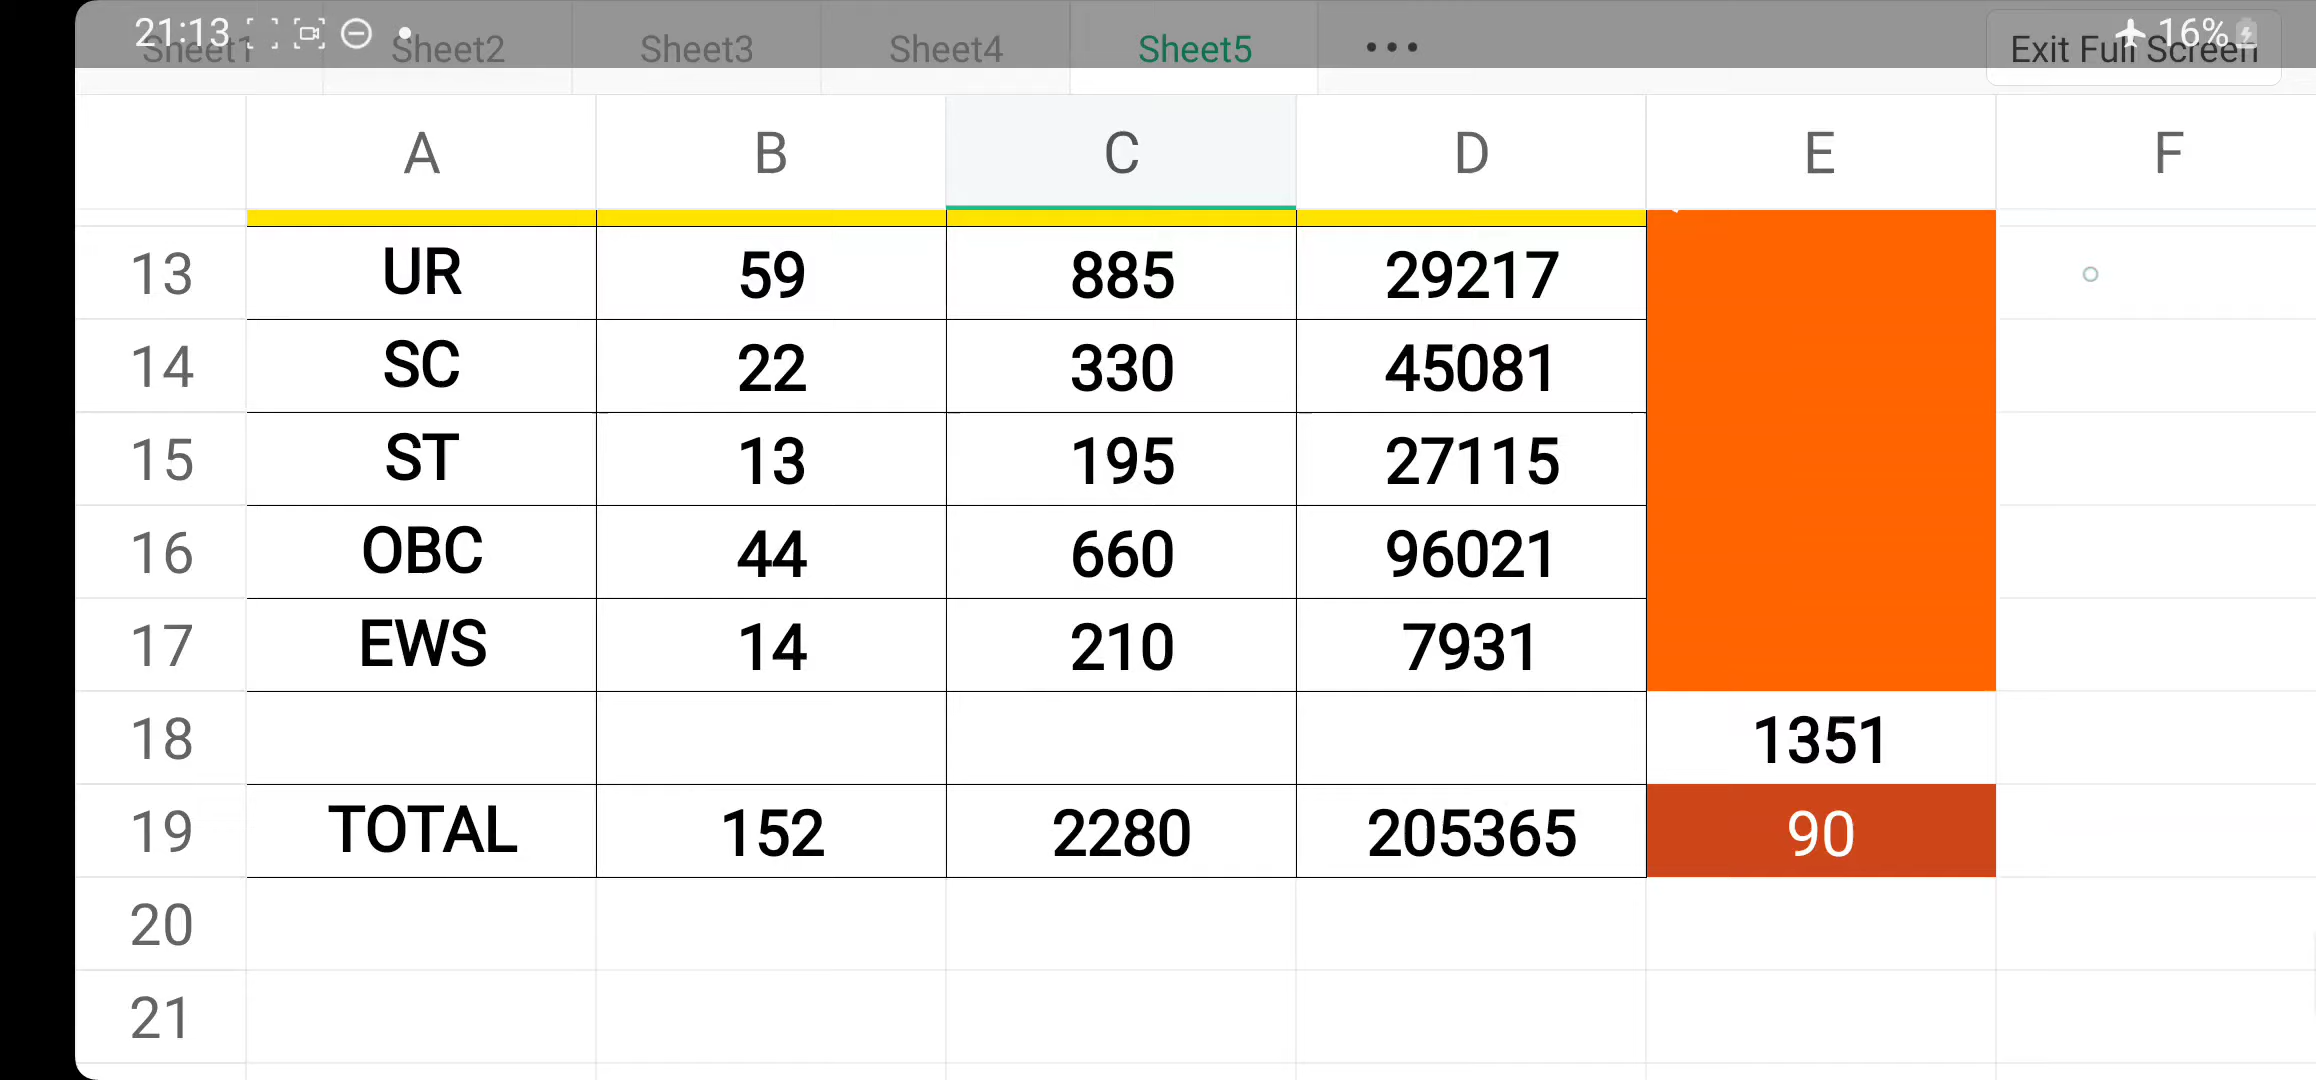 21:13 16%
Sheet1 Sheet2 Sheet3 Sheet4 Sheet5 ••• Exit Full Screen
A B C D E F
13 UR 59 885 29217
14 SC 22 330 45081
15 ST 13 195 27115
16 OBC 44 660 96021
17 EWS 14 210 7931
18 1351
19 TOTAL 152 2280 205365 90
20
21